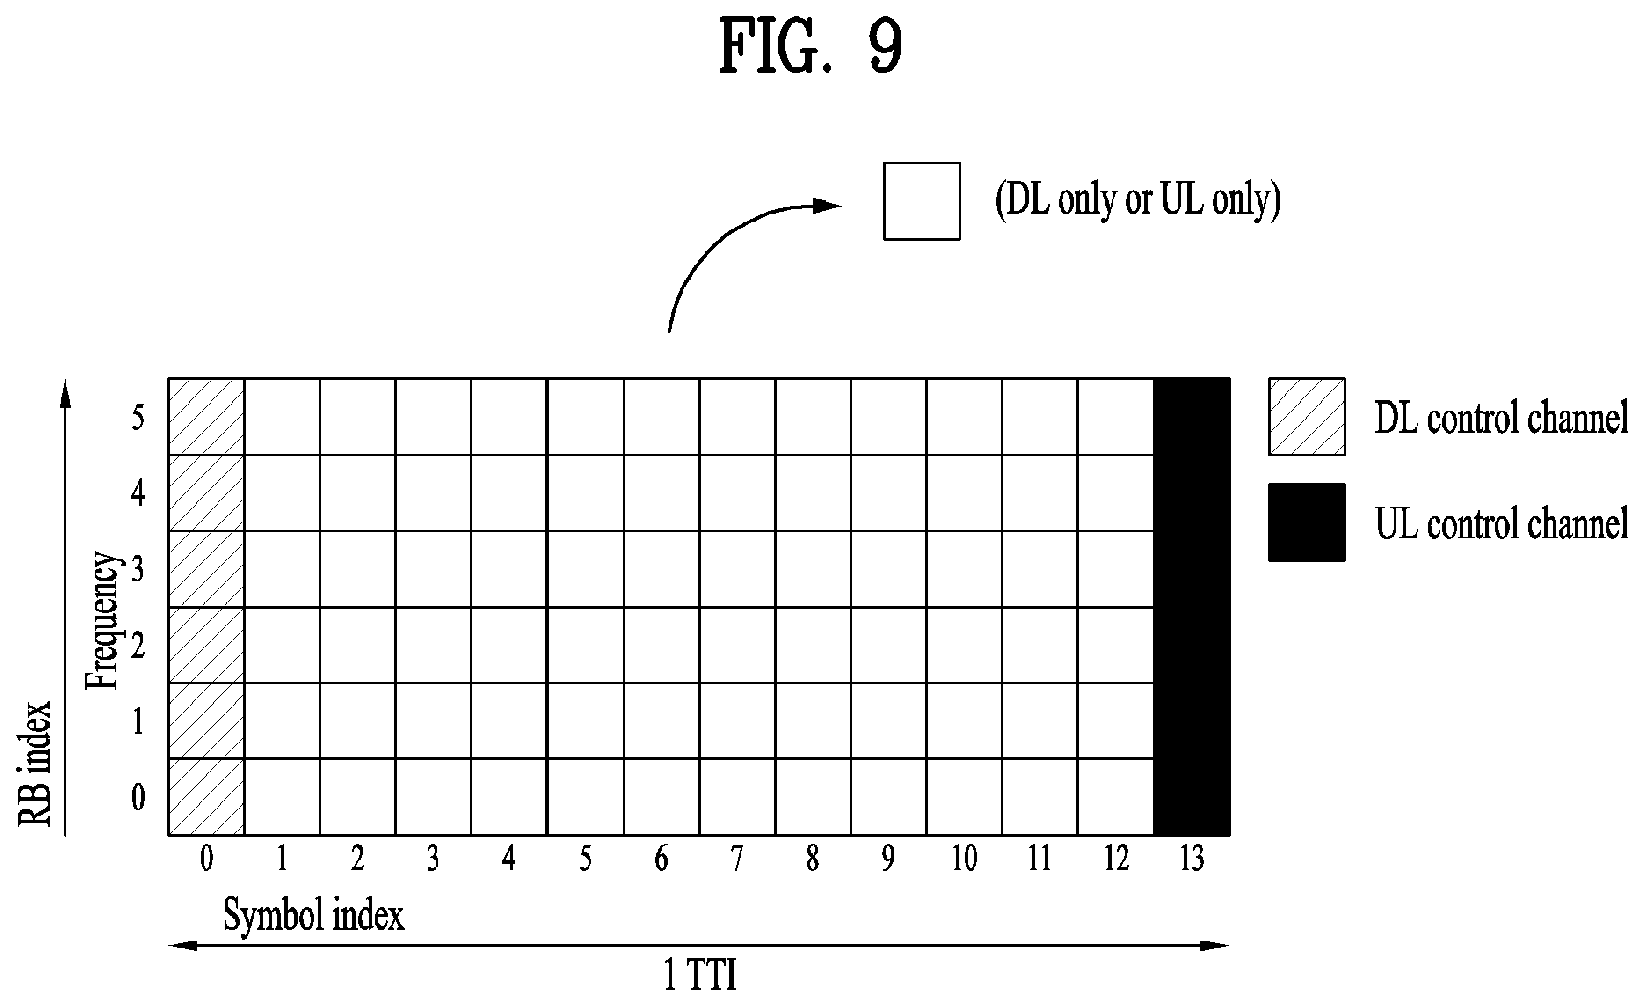 FIG. 9
(DL only or UL only)
DL control channel
UL control channel
RB index
Frequency
5
4
3
2
1
0
0 1 2 3 4 5 6 7 8 9 10 11 12 13
Symbol index
1 TTI